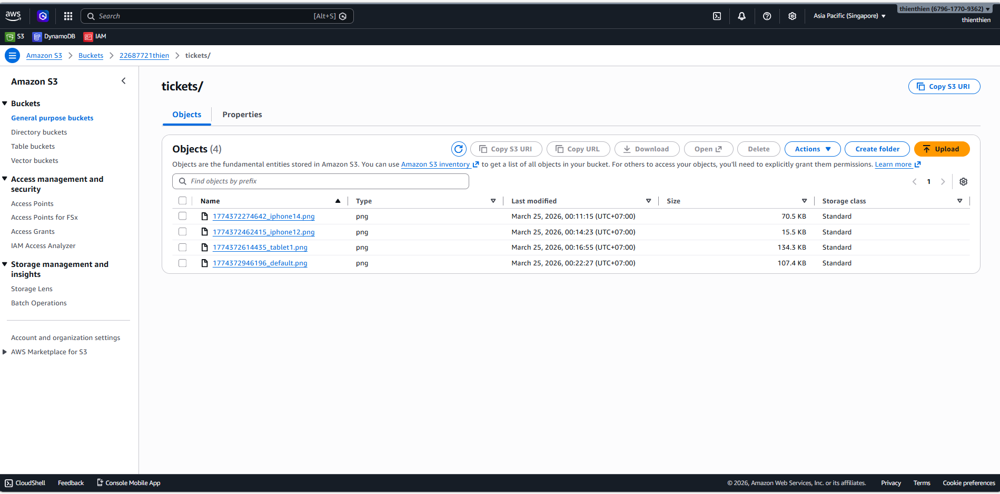 aws
Search
[Alt+S]
Asia Pacific (Singapore)
thienthien (6796-1770-9362)
thienthien
S3
DynamoDB
IAM
Amazon S3
Buckets
22687721thien
tickets/
Amazon S3
Buckets
General purpose buckets
Directory buckets
Table buckets
Vector buckets
Access management and
security
Access Points
Access Points for FSx
Access Grants
IAM Access Analyzer
Storage management and
insights
Storage Lens
Batch Operations
Account and organization settings
AWS Marketplace for S3
tickets/
Copy S3 URI
Objects
Properties
Objects (4)
Copy S3 URI
Copy URL
Download
Open
Delete
Actions
Create folder
Upload
Objects are the fundamental entities stored in Amazon S3. You can use Amazon S3 inventory to get a list of all objects in your bucket. For others to access your objects, you'll need to explicitly grant them permissions. Learn more
Find objects by prefix
1
Name Type Last modified Size Storage class
1774372274642_iphone14.png png March 25, 2026, 00:11:15 (UTC+07:00) 70.5 KB Standard
1774372462415_iphone12.png png March 25, 2026, 00:14:23 (UTC+07:00) 15.5 KB Standard
1774372614435_tablet1.png png March 25, 2026, 00:16:55 (UTC+07:00) 134.3 KB Standard
1774372946196_default.png png March 25, 2026, 00:22:27 (UTC+07:00) 107.4 KB Standard
CloudShell
Feedback
Console Mobile App
© 2026, Amazon Web Services, Inc. or its affiliates.
Privacy
Terms
Cookie preferences